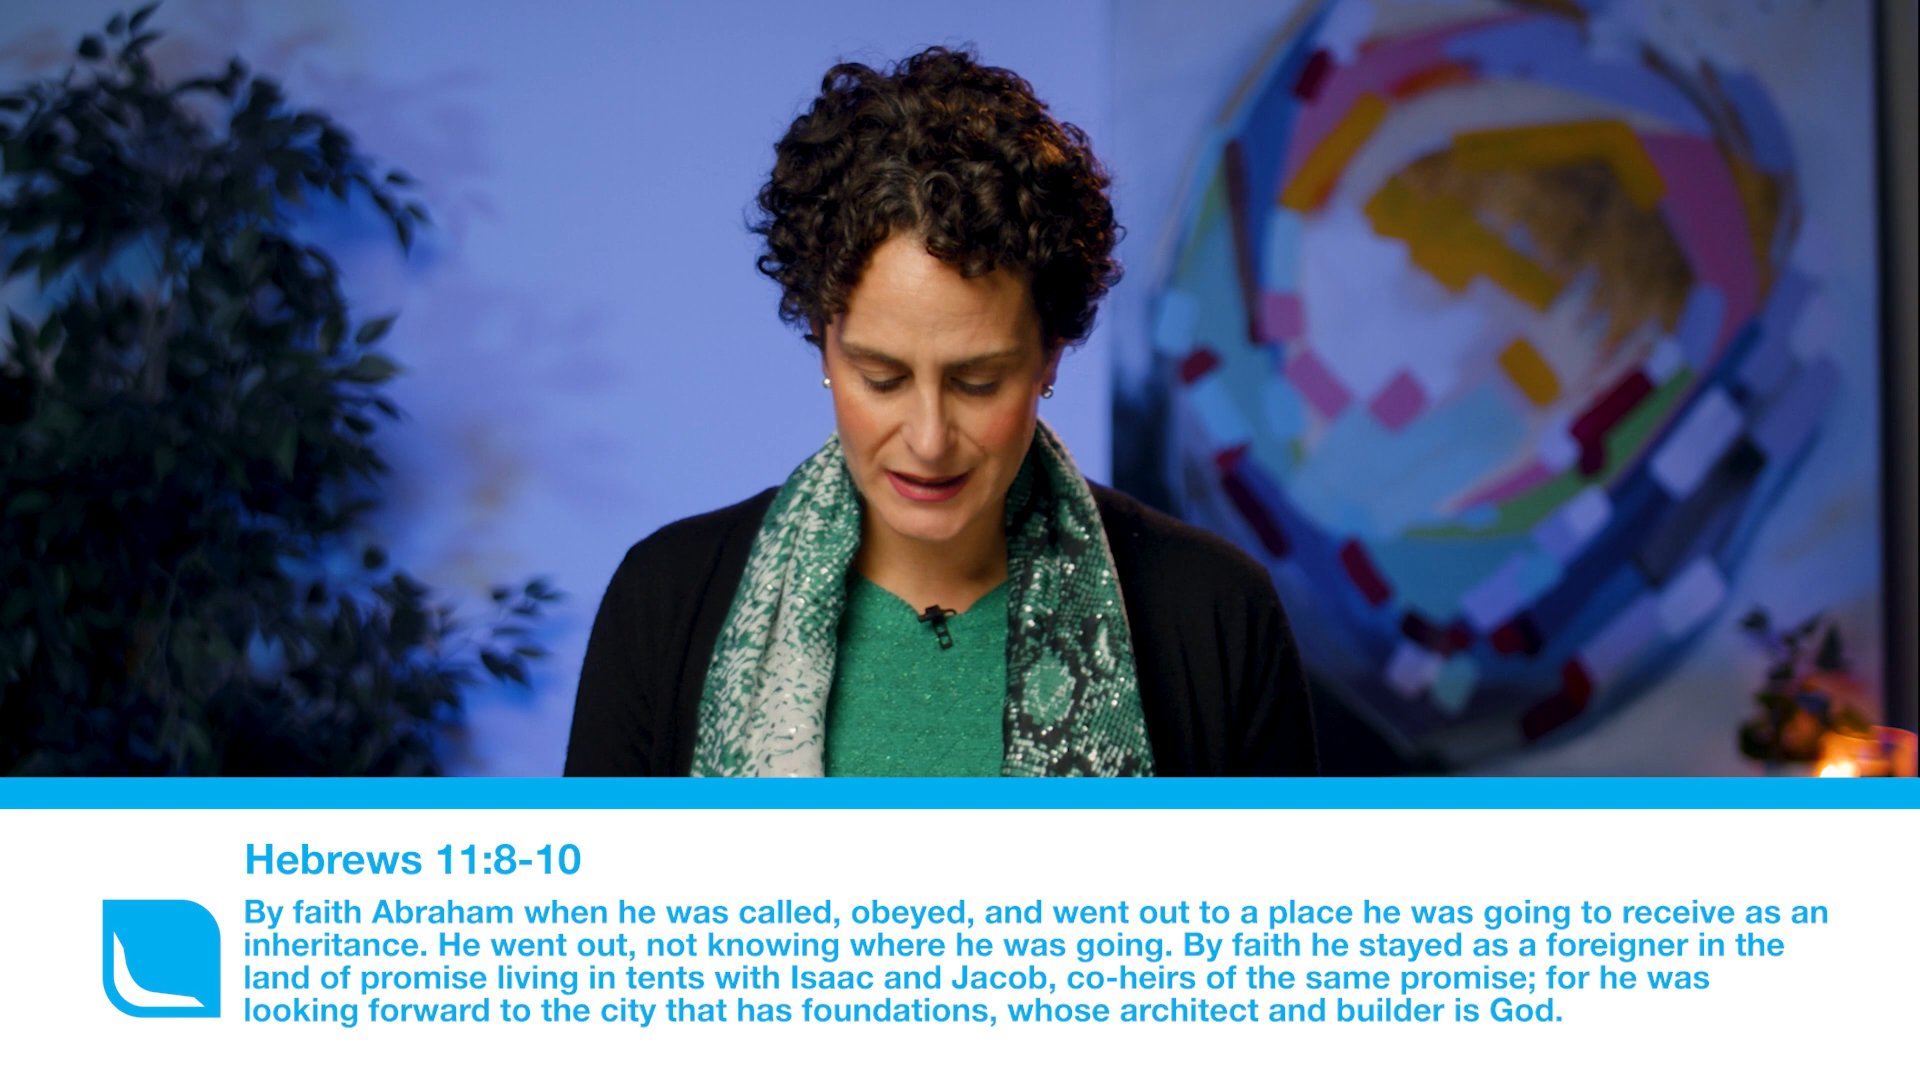 Hebrews 11:8-10
By faith Abraham when he was called, obeyed, and went out to a place he was going to receive as an
inheritance. He went out, not knowing where he was going. By faith he stayed as a foreigner in the
land of promise living in tents with Isaac and Jacob, co-heirs of the same promise; for he was
looking forward to the city that has foundations, whose architect and builder is God.